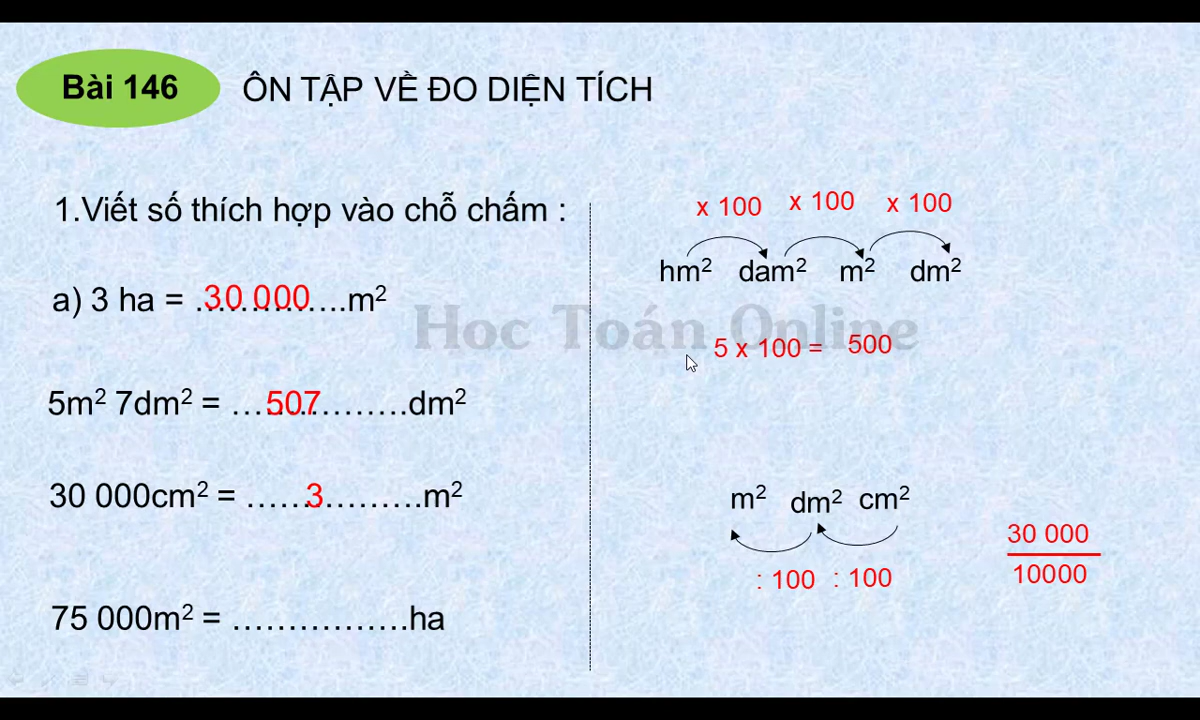 Bài 146
ÔN TẬP VỀ ĐO DIỆN TÍCH
1.Viết số thích hợp vào chỗ chấm :
a) 3 ha = ..30 000.............m²
5m² 7dm² = ....507...............dm²
30 000cm² = .......3............m²
75 000m² = ...................ha
x 100 x 100 x 100
hm² dam² m² dm²
Hoc Toán Online
5 x 100 = 500
m² dm² cm²
: 100 : 100
30 000
10000